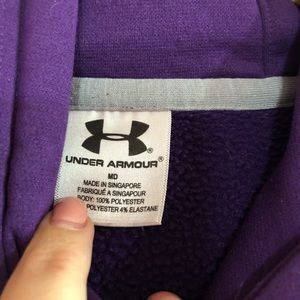 UNDER ARMOUR®
MD
MADE IN SINGAPORE
FABRIQUÉ A SINGAPOUR
BODY: 100% POLYESTER
POLYESTER 4% ELASTANE